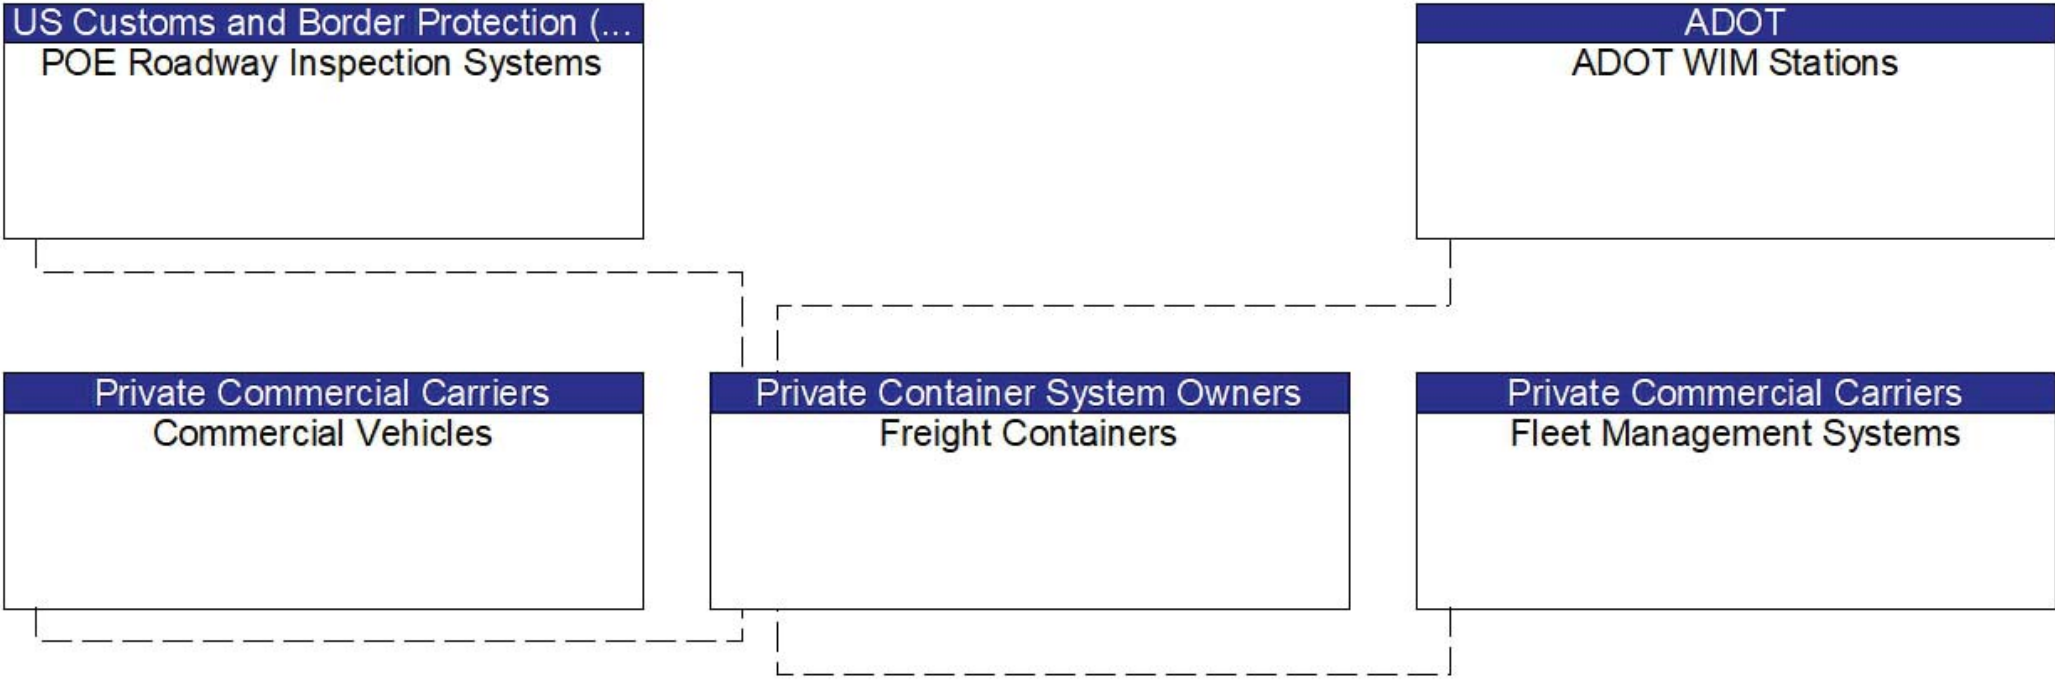 US Customs and Border Protection (...
POE Roadway Inspection Systems
ADOT
ADOT WIM Stations
Private Commercial Carriers
Commercial Vehicles
Private Container System Owners
Freight Containers
Private Commercial Carriers
Fleet Management Systems